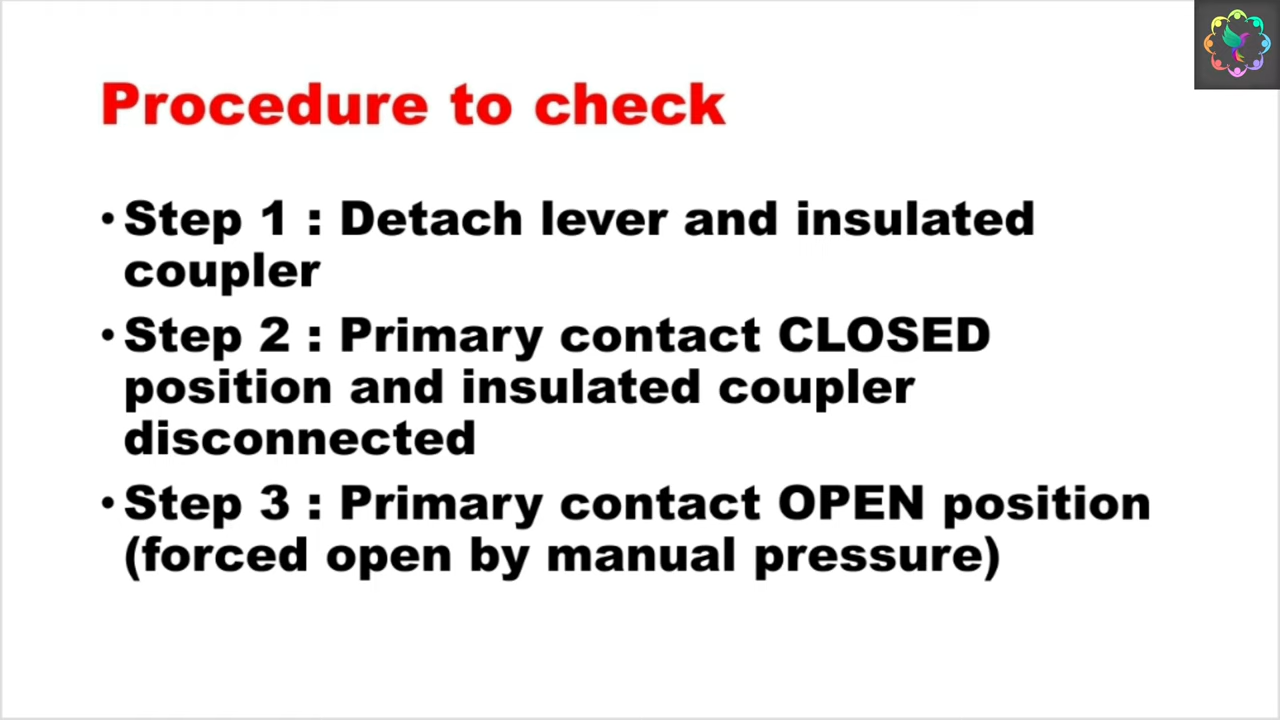 Procedure to check
• Step 1 : Detach lever and insulated
coupler
• Step 2 : Primary contact CLOSED
position and insulated coupler
disconnected
• Step 3 : Primary contact OPEN position
(forced open by manual pressure)